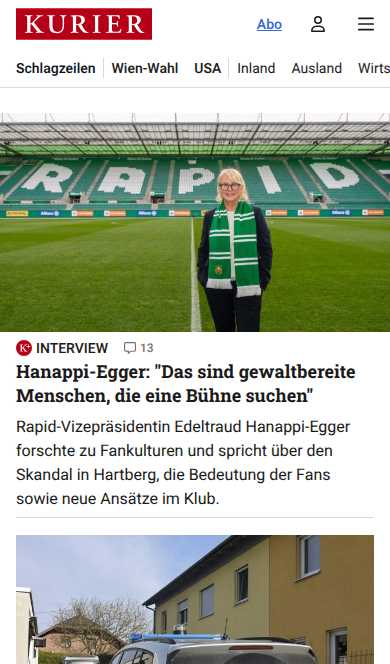 KURIER
Abo
Schlagzeilen
Wien-Wahl
USA
Inland
Ausland
Wirts
RAPID
K+ INTERVIEW
13
Hanappi-Egger: "Das sind gewaltbereite
Menschen, die eine Bühne suchen"
Rapid-Vizepräsidentin Edeltraud Hanappi-Egger
forschte zu Fankulturen und spricht über den
Skandal in Hartberg, die Bedeutung der Fans
sowie neue Ansätze im Klub.